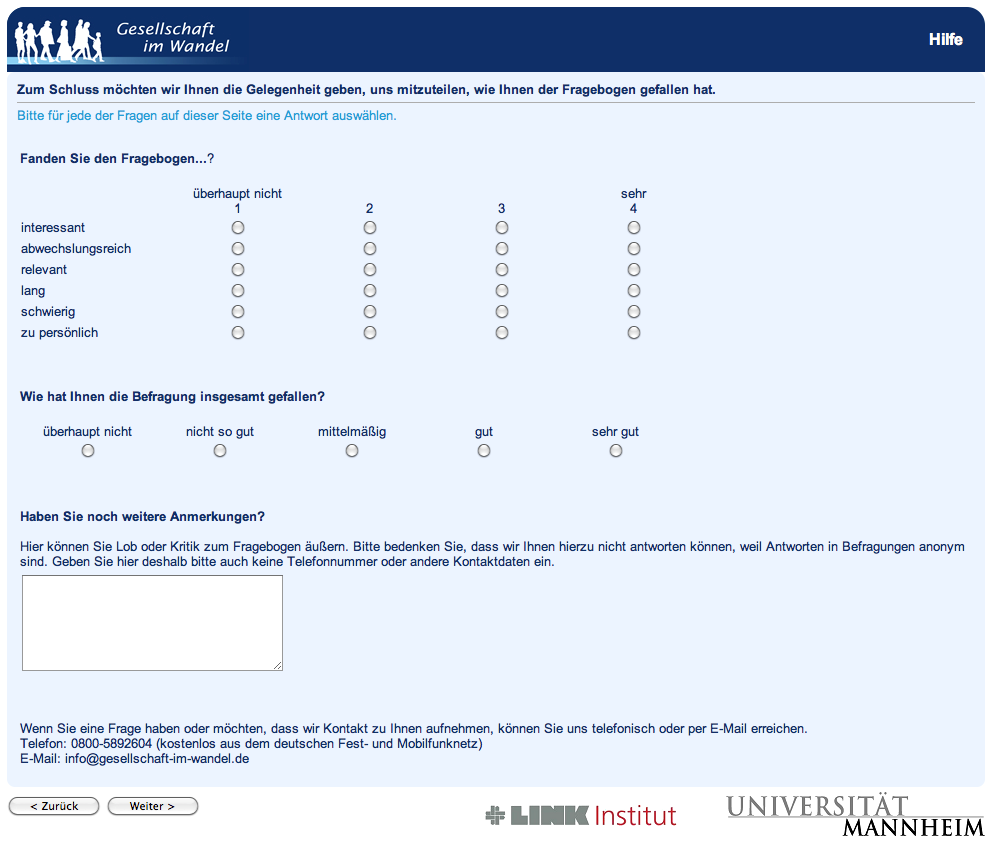 Gesellschaft
im Wandel
Hilfe
Zum Schluss möchten wir Ihnen die Gelegenheit geben, uns mitzuteilen, wie Ihnen der Fragebogen gefallen hat.
Bitte für jede der Fragen auf dieser Seite eine Antwort auswählen.
Fanden Sie den Fragebogen...?
überhaupt nicht sehr
1 2 3 4
interessant
abwechslungsreich
relevant
lang
schwierig
zu persönlich
Wie hat Ihnen die Befragung insgesamt gefallen?
überhaupt nicht nicht so gut mittelmäßig gut sehr gut
Haben Sie noch weitere Anmerkungen?
Hier können Sie Lob oder Kritik zum Fragebogen äußern. Bitte bedenken Sie, dass wir Ihnen hierzu nicht antworten können, weil Antworten in Befragungen anonym
sind. Geben Sie hier deshalb bitte auch keine Telefonnummer oder andere Kontaktdaten ein.
Wenn Sie eine Frage haben oder möchten, dass wir Kontakt zu Ihnen aufnehmen, können Sie uns telefonisch oder per E-Mail erreichen.
Telefon: 0800-5892604 (kostenlos aus dem deutschen Fest- und Mobilfunknetz)
E-Mail: info@gesellschaft-im-wandel.de
< Zurück Weiter >
LINK Institut
UNIVERSITÄT
MANNHEIM